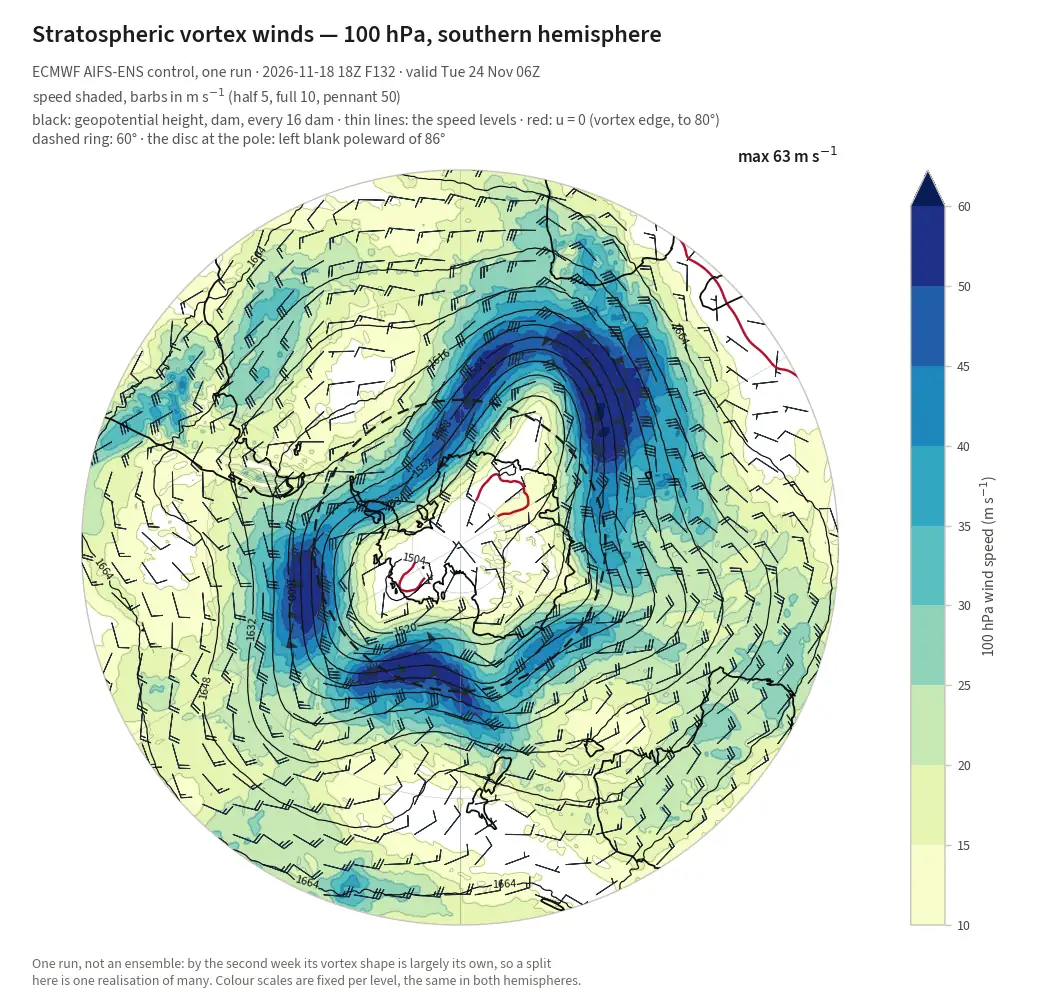 Stratospheric vortex winds — 100 hPa, southern hemisphere
ECMWF AIFS-ENS control, one run · 2026-11-18 18Z F132 · valid Tue 24 Nov 06Z
speed shaded, barbs in m s⁻¹ (half 5, full 10, pennant 50)
black: geopotential height, dam, every 16 dam · thin lines: the speed levels · red: u = 0 (vortex edge, to 80°)
dashed ring: 60° · the disc at the pole: left blank poleward of 86°
max 63 m s⁻¹
60
50
45
40
35
30
25
20
15
10
100 hPa wind speed (m s⁻¹)
1664
1664
1616
1552
1504
1664
1520
1632
1648
1664
1664
One run, not an ensemble: by the second week its vortex shape is largely its own, so a split
here is one realisation of many. Colour scales are fixed per level, the same in both hemispheres.